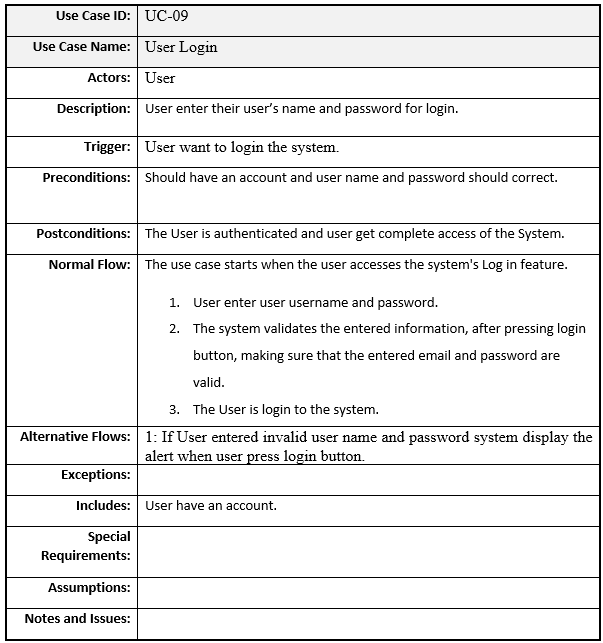 Use Case ID: UC-09
Use Case Name: User Login
Actors: User
Description: User enter their user’s name and password for login.
Trigger: User want to login the system.
Preconditions: Should have an account and user name and password should correct.
Postconditions: The User is authenticated and user get complete access of the System.
Normal Flow: The use case starts when the user accesses the system's Log in feature.
1. User enter user username and password.
2. The system validates the entered information, after pressing login
button, making sure that the entered email and password are
valid.
3. The User is login to the system.
Alternative Flows: 1: If User entered invalid user name and password system display the
alert when user press login button.
Exceptions:
Includes: User have an account.
Special
Requirements:
Assumptions:
Notes and Issues: